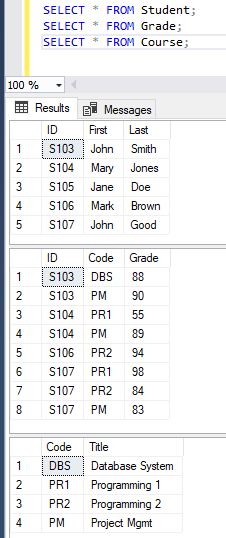 SELECT * FROM Student;
SELECT * FROM Grade;
SELECT * FROM Course;
100 %
Results Messages
ID First Last
1 S103 John Smith
2 S104 Mary Jones
3 S105 Jane Doe
4 S106 Mark Brown
5 S107 John Good
ID Code Grade
1 S103 DBS 88
2 S103 PM 90
3 S104 PR1 55
4 S104 PM 89
5 S106 PR2 94
6 S107 PR1 98
7 S107 PR2 84
8 S107 PM 83
Code Title
1 DBS Database System
2 PR1 Programming 1
3 PR2 Programming 2
4 PM Project Mgmt